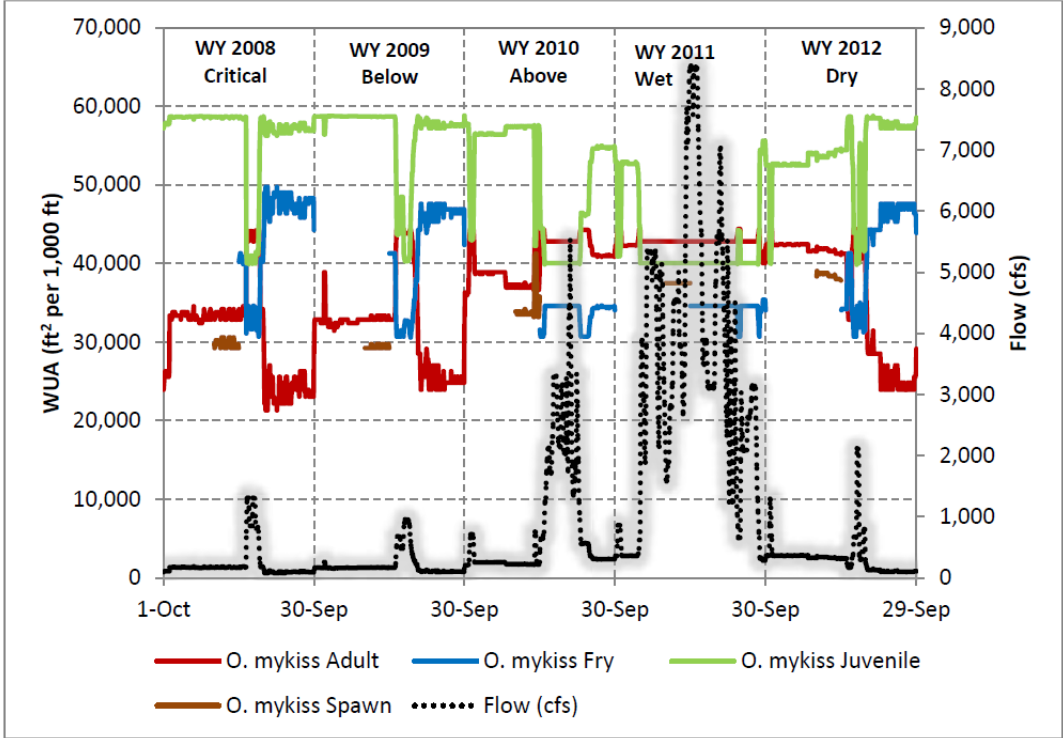 70,000
60,000
50,000
40,000
30,000
20,000
10,000
0
WUA (ft² per 1,000 ft)
WY 2008
Critical
WY 2009
Below
WY 2010
Above
WY 2011
Wet
WY 2012
Dry
9,000
8,000
7,000
6,000
5,000
4,000
3,000
2,000
1,000
0
Flow (cfs)
1-Oct 30-Sep 30-Sep 30-Sep 30-Sep 29-Sep
O. mykiss Adult O. mykiss Fry O. mykiss Juvenile
O. mykiss Spawn Flow (cfs)